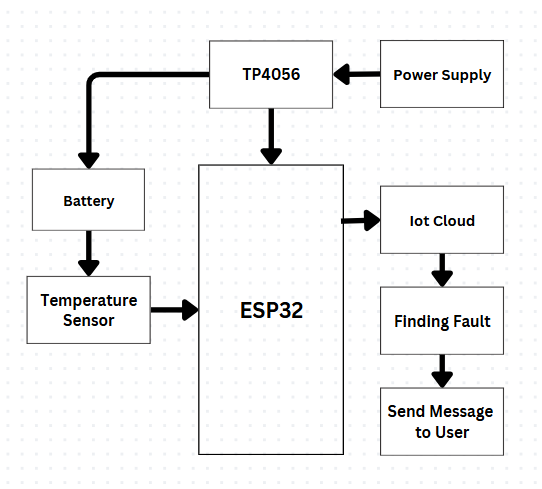 TP4056
Power Supply
Battery
Iot Cloud
Temperature
Sensor
ESP32
Finding Fault
Send Message
to User